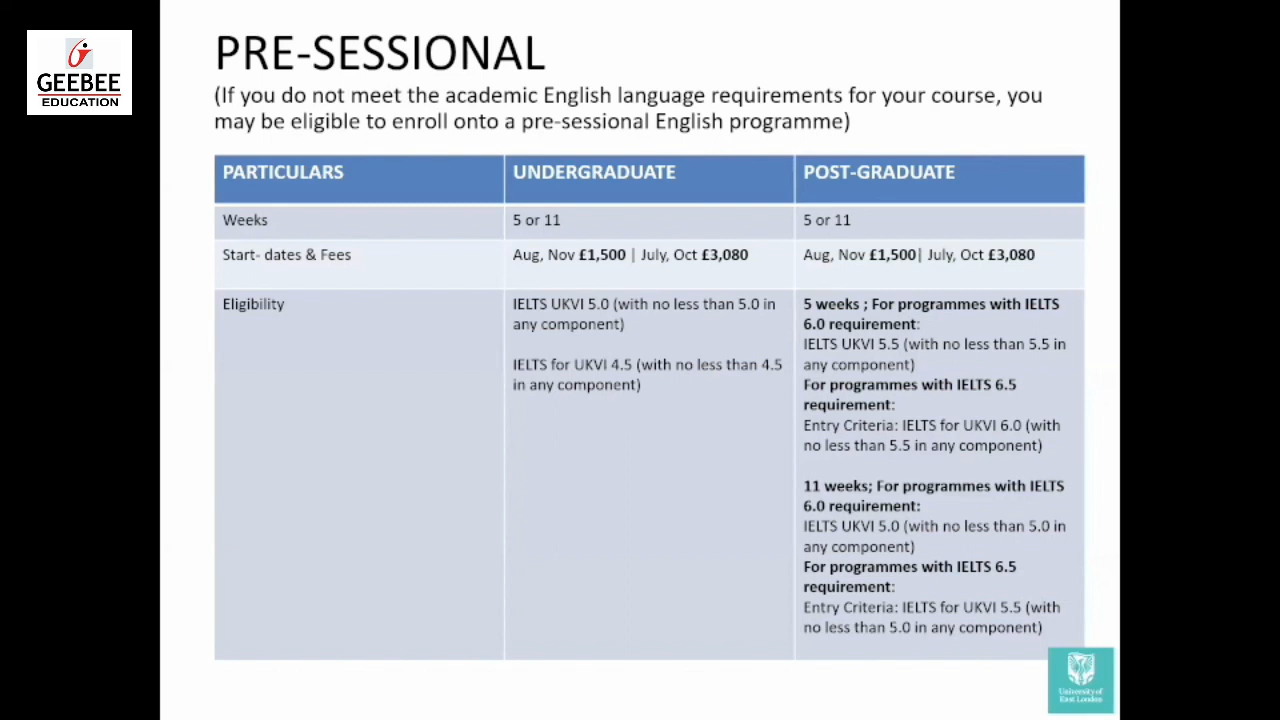 GEEBEE
EDUCATION
PRE-SESSIONAL
(If you do not meet the academic English language requirements for your course, you
may be eligible to enroll onto a pre-sessional English programme)
PARTICULARS UNDERGRADUATE POST-GRADUATE
Weeks 5 or 11 5 or 11
Start- dates & Fees Aug, Nov £1,500 | July, Oct £3,080 Aug, Nov £1,500| July, Oct £3,080
Eligibility
IELTS UKVI 5.0 (with no less than 5.0 in
any component)
IELTS for UKVI 4.5 (with no less than 4.5
in any component)
5 weeks ; For programmes with IELTS
6.0 requirement:
IELTS UKVI 5.5 (with no less than 5.5 in
any component)
For programmes with IELTS 6.5
requirement:
Entry Criteria: IELTS for UKVI 6.0 (with
no less than 5.5 in any component)
11 weeks; For programmes with IELTS
6.0 requirement:
IELTS UKVI 5.0 (with no less than 5.0 in
any component)
For programmes with IELTS 6.5
requirement:
Entry Criteria: IELTS for UKVI 5.5 (with
no less than 5.0 in any component)
University of
East London